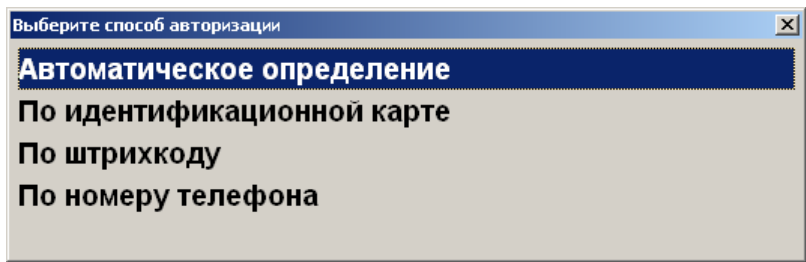 Выберите способ авторизации
Автоматическое определение
По идентификационной карте
По штрихкоду
По номеру телефона